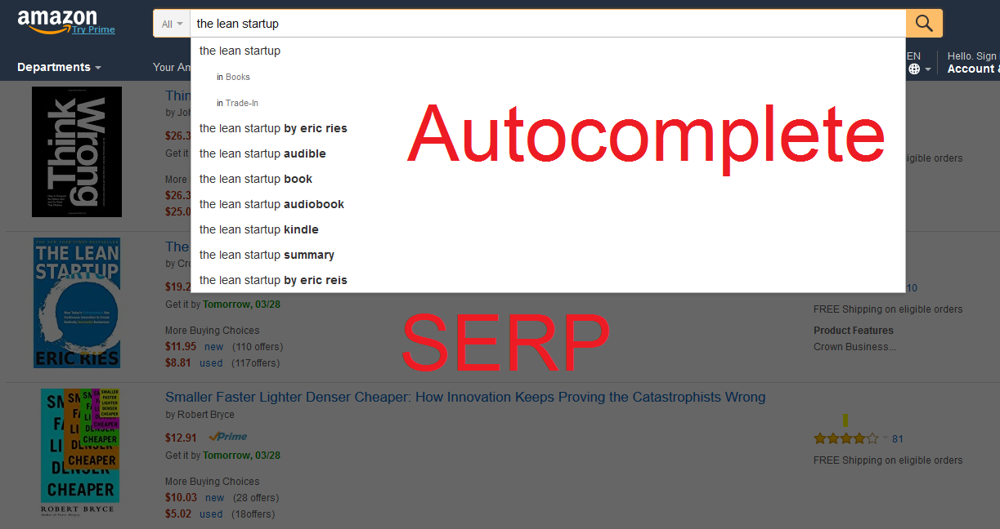 amazon
Try Prime
All
the lean startup
Departments
Your Am
EN
Hello. Sign
Account &
the lean startup
in Books
in Trade-In
the lean startup by eric ries
the lean startup audible
the lean startup book
the lean startup audiobook
the lean startup kindle
the lean startup summary
the lean startup by eric reis
Autocomplete
SERP
Think Wrong
Thin
by Joh
$26.3
Get it
More
$26.3
$25.0
igible orders
THE LEAN
STARTUP
ERIC RIES
The
by Cro
$19.2
Get it by Tomorrow, 03/28
More Buying Choices
$11.95 new (110 offers)
$8.81 used (117offers)
10
FREE Shipping on eligible orders
Product Features
Crown Business...
SMALLER
FASTER
LIGHTER
DENSER
CHEAPER
ROBERT BRYCE
Smaller Faster Lighter Denser Cheaper: How Innovation Keeps Proving the Catastrophists Wrong
by Robert Bryce
$12.91 Prime
Get it by Tomorrow, 03/28
More Buying Choices
$10.03 new (28 offers)
$5.02 used (18offers)
81
FREE Shipping on eligible orders